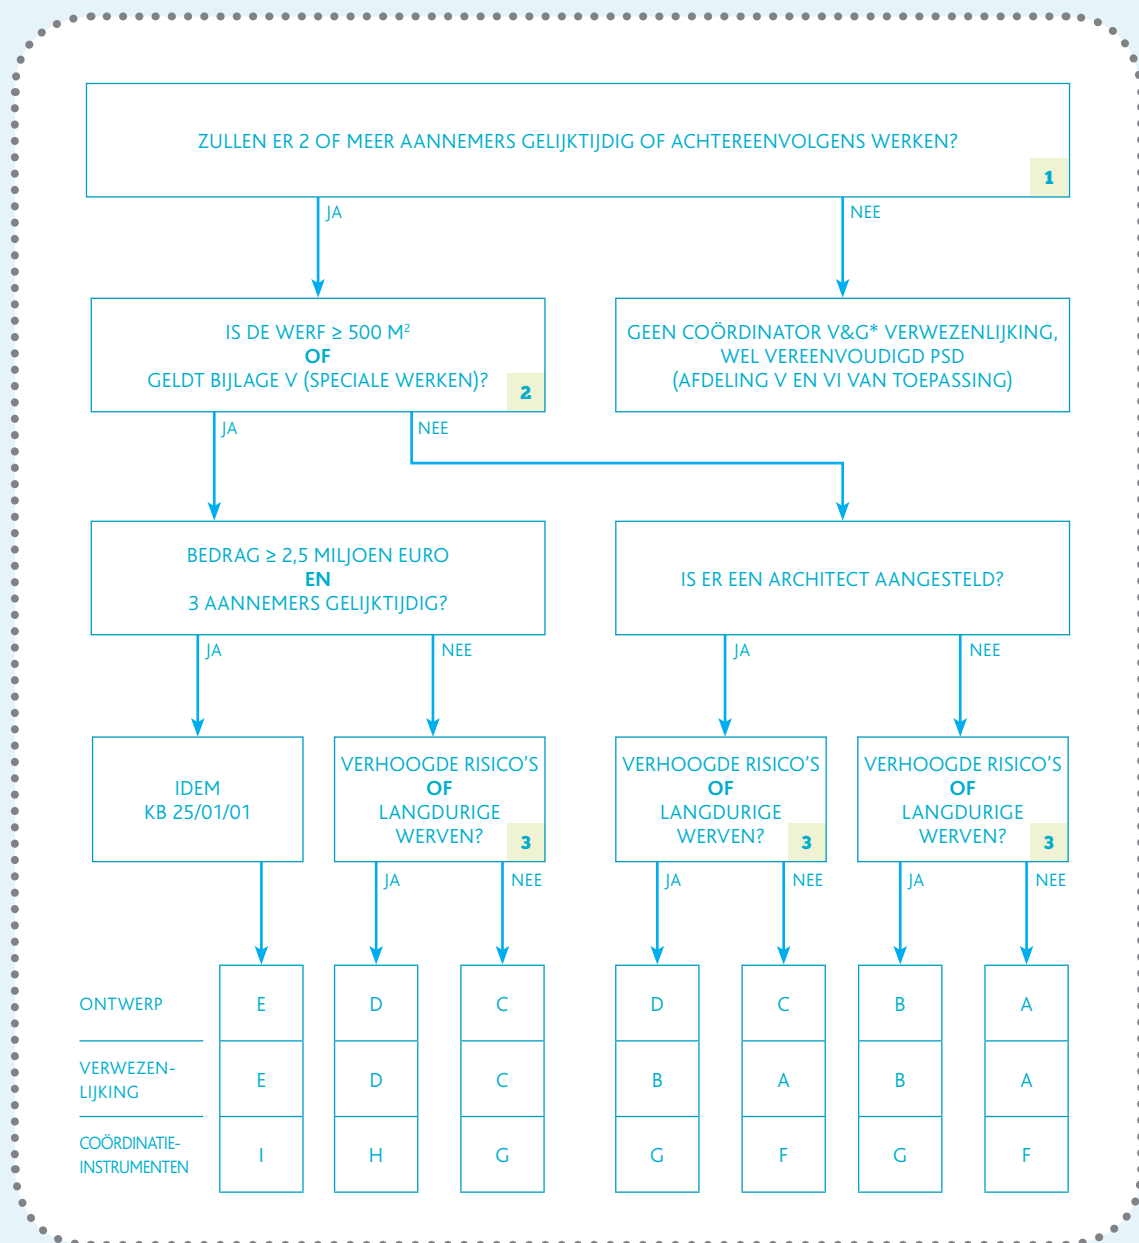 ZULLEN ER 2 OF MEER AANNEMERS GELIJKTIJDIG OF ACHTEREENVOLGENS WERKEN?
1
JA
NEE
IS DE WERF ≥ 500 M²
OF
GELDT BIJLAGE V (SPECIALE WERKEN)?
2
GEEN COÖRDINATOR V&G* VERWEZENLIJKING,
WEL VEREENVOUDIGD PSD
(AFDELING V EN VI VAN TOEPASSING)
JA
NEE
BEDRAG ≥ 2,5 MILJOEN EURO
EN
3 AANNEMERS GELIJKTIJDIG?
IS ER EEN ARCHITECT AANGESTELD?
JA
NEE
JA
NEE
IDEM
KB 25/01/01
VERHOOGDE RISICO'S
OF
LANGDURIGE
WERVEN?
3
VERHOOGDE RISICO'S
OF
LANGDURIGE
WERVEN?
3
VERHOOGDE RISICO'S
OF
LANGDURIGE
WERVEN?
3
JA
NEE
JA
NEE
JA
NEE
ONTWERP
E
D
C
D
C
B
A
VERWEZEN-
LIJKING
E
D
C
B
A
B
A
COÖRDINATIE-
INSTRUMENTEN
I
H
G
G
F
G
F